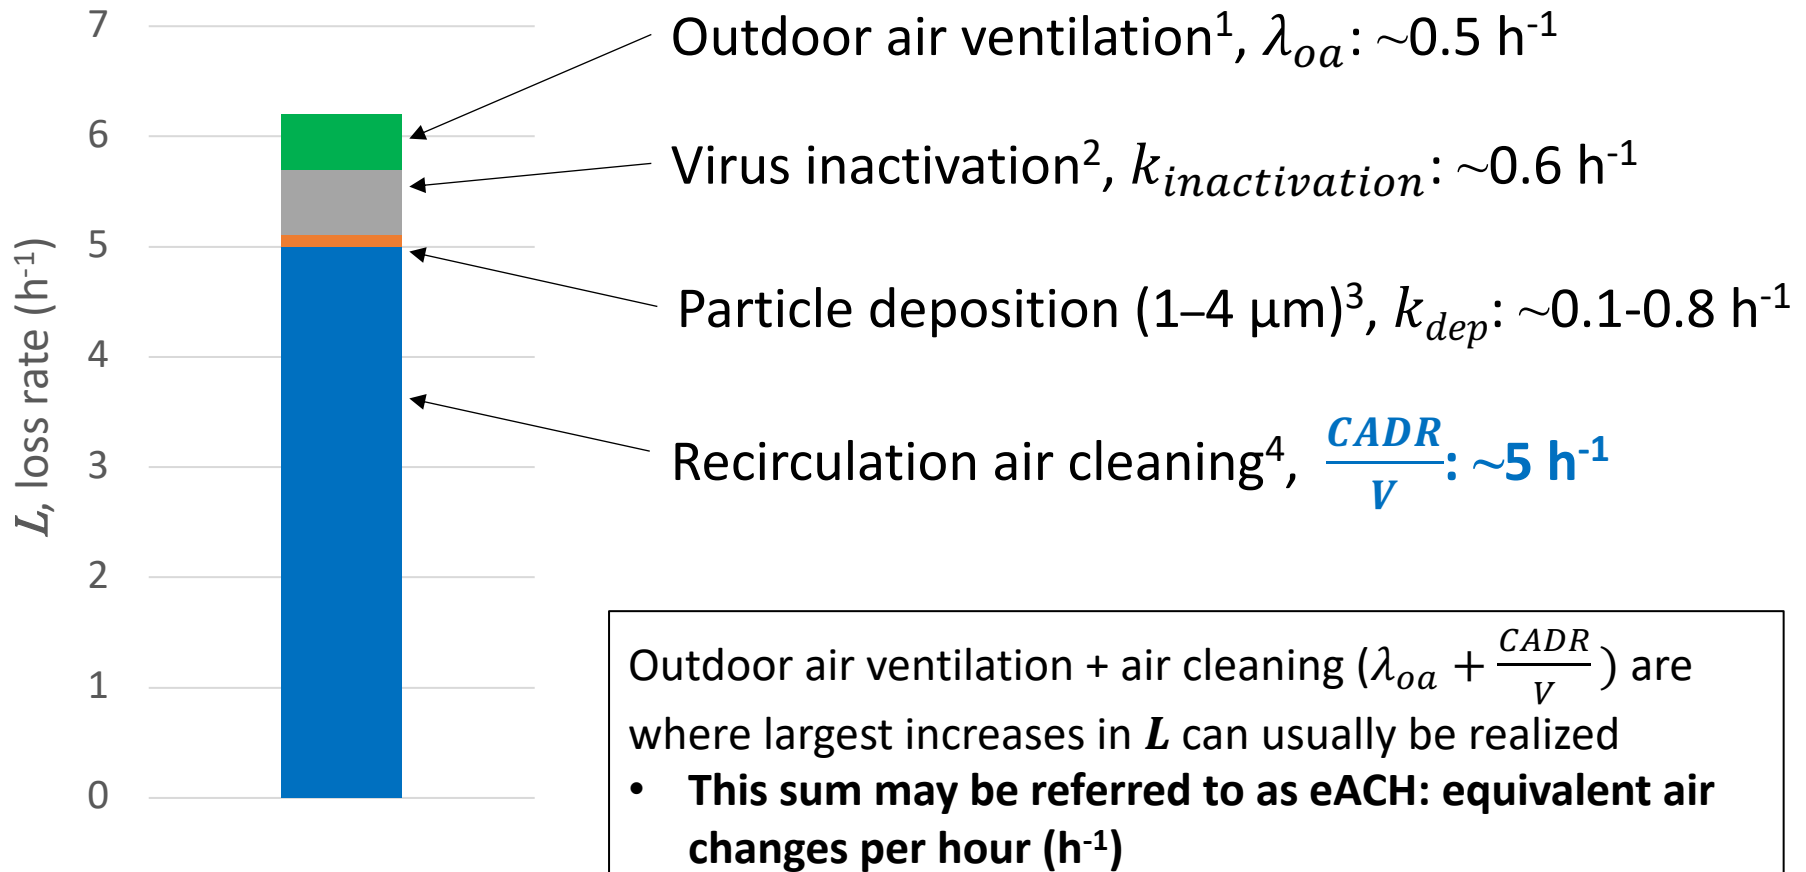 7
6
5
4
3
2
1
0
L, loss rate (h⁻¹)
Outdoor air ventilation¹, λₒₐ: ~0.5 h⁻¹
Virus inactivation², k_inactivation: ~0.6 h⁻¹
Particle deposition (1–4 µm)³, k_dep: ~0.1-0.8 h⁻¹
Recirculation air cleaning⁴, CADR/V: ~5 h⁻¹
Outdoor air ventilation + air cleaning (λₒₐ + CADR/V) are
where largest increases in L can usually be realized
• This sum may be referred to as eACH: equivalent air
changes per hour (h⁻¹)